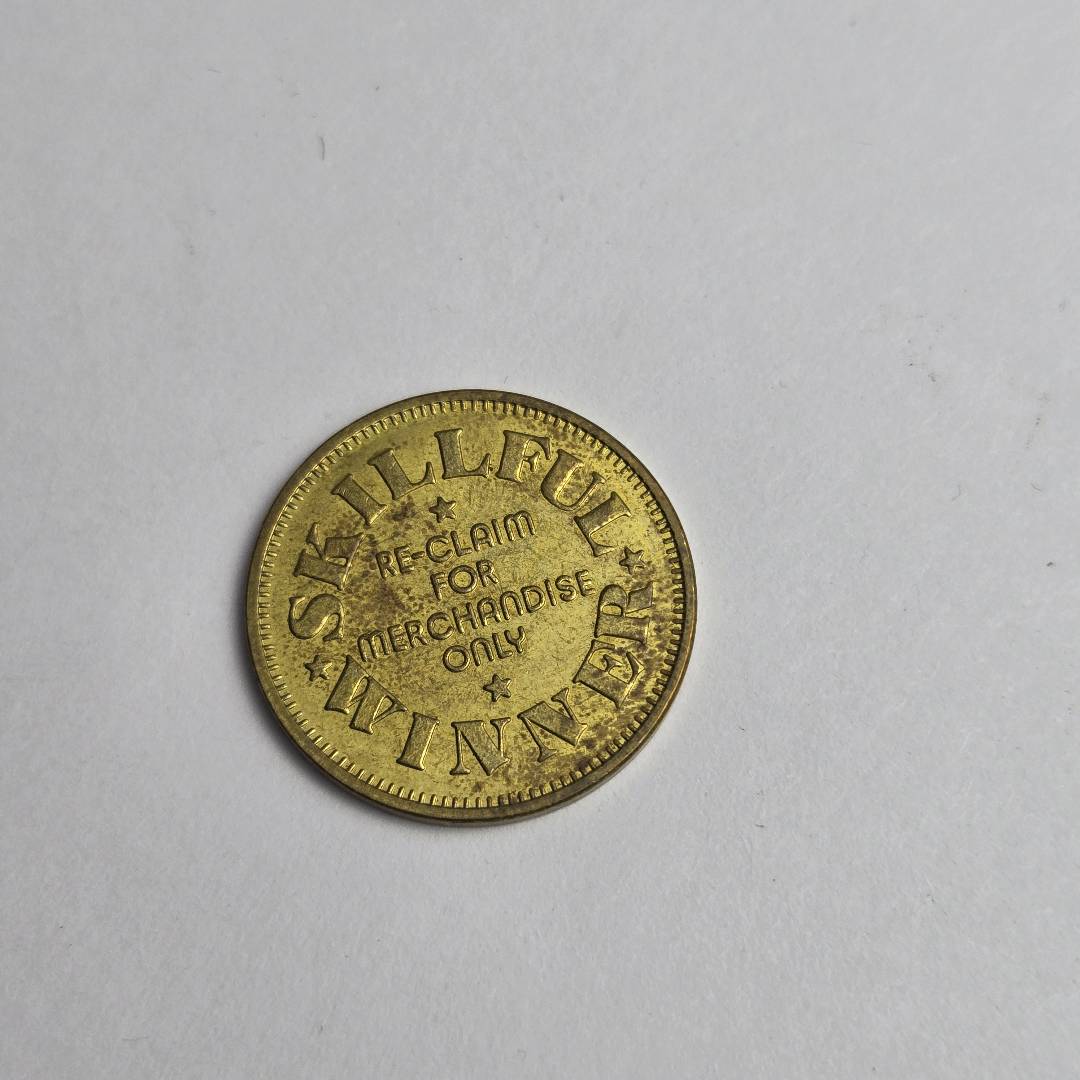 SKILLFUL
RE-CLAIM
FOR
MERCHANDISE
ONLY
WINNER